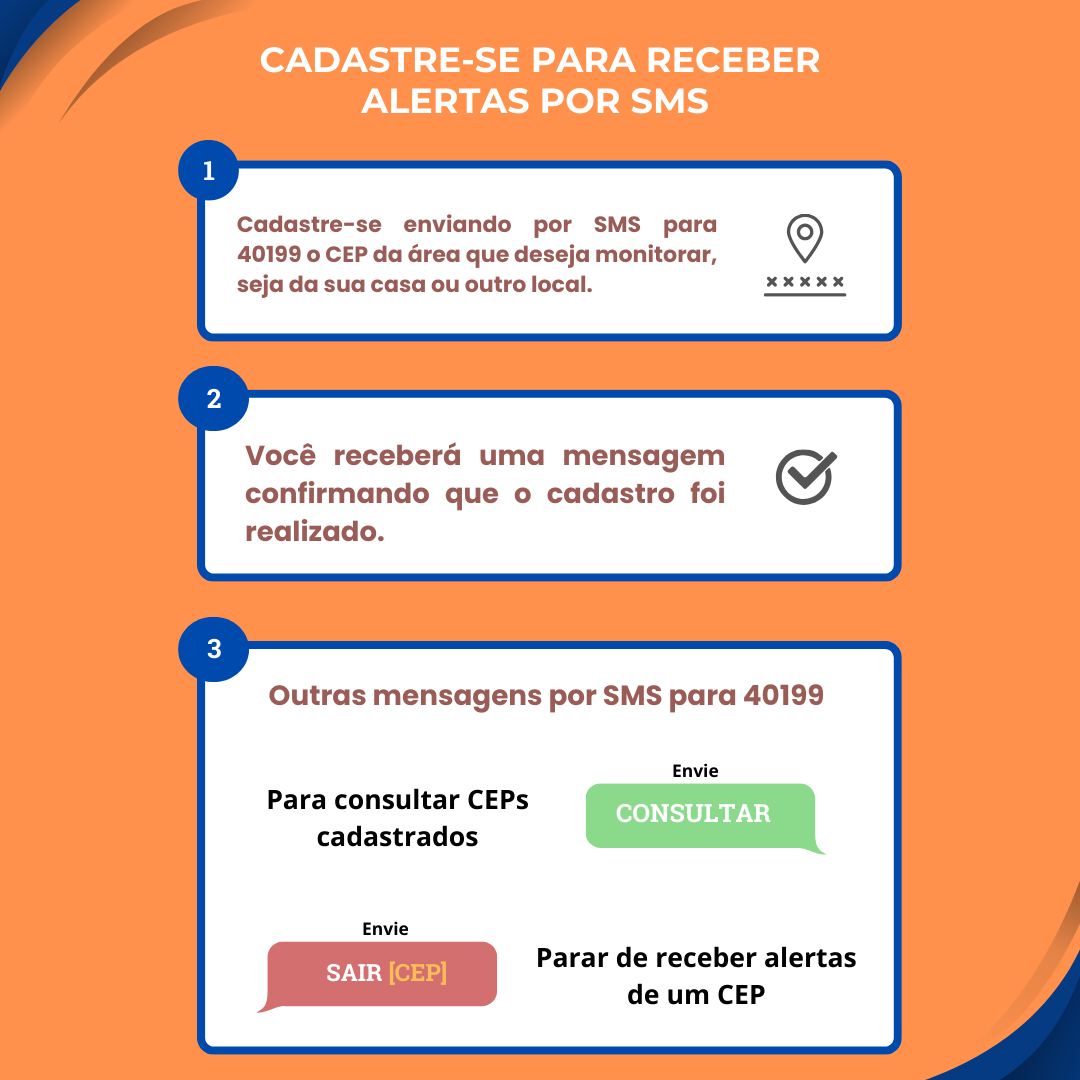 CADASTRE-SE PARA RECEBER
ALERTAS POR SMS
1
Cadastre-se enviando por SMS para
40199 o CEP da área que deseja monitorar,
seja da sua casa ou outro local.
2
Você receberá uma mensagem
confirmando que o cadastro foi
realizado.
3
Outras mensagens por SMS para 40199
Para consultar CEPs
cadastrados
Envie
CONSULTAR
Envie
SAIR [CEP]
Parar de receber alertas
de um CEP